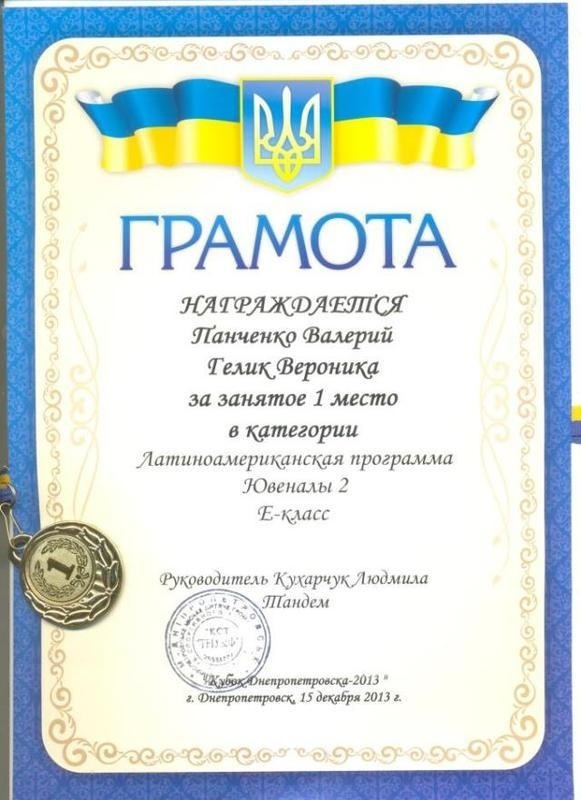 ГРАМОТА
НАГРАЖДАЕТСЯ
Панченко Валерий
Гелик Вероника
за занятое 1 место
в категории
Латиноамериканская программа
Ювеналы 2
Е-класс
1
Руководитель Кухарчук Людмила
Тандем
"Кубок Днепропетровска-2013 "
г. Днепропетровск, 15 декабря 2013 г.